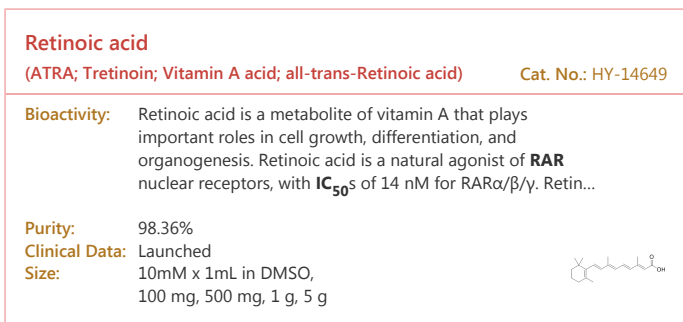 Retinoic acid
(ATRA; Tretinoin; Vitamin A acid; all-trans-Retinoic acid) Cat. No.: HY-14649
Bioactivity: Retinoic acid is a metabolite of vitamin A that plays
important roles in cell growth, differentiation, and
organogenesis. Retinoic acid is a natural agonist of RAR
nuclear receptors, with IC50s of 14 nM for RARα/β/γ. Retin...
Purity: 98.36%
Clinical Data: Launched
Size: 10mM x 1mL in DMSO,
100 mg, 500 mg, 1 g, 5 g
O
OH